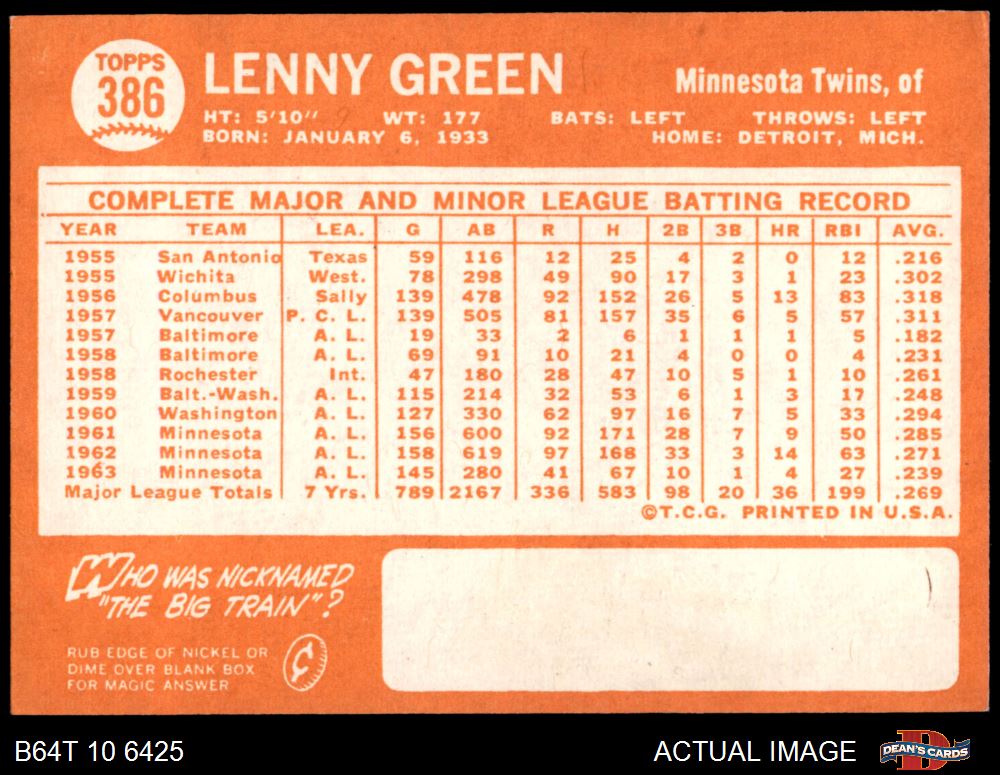 TOPPS
386
LENNY GREEN
Minnesota Twins, of
HT: 5'10" WT: 177 BATS: LEFT THROWS: LEFT
BORN: JANUARY 6, 1933 HOME: DETROIT, MICH.
COMPLETE MAJOR AND MINOR LEAGUE BATTING RECORD
YEAR TEAM LEA. G AB R H 2B 3B HR RBI AVG.
1955 San Antonio Texas 59 116 12 25 4 2 0 12 .216
1955 Wichita West. 78 298 49 90 17 3 1 23 .302
1956 Columbus Sally 139 478 92 152 26 5 13 83 .318
1957 Vancouver P. C. L. 139 505 81 157 35 6 5 57 .311
1957 Baltimore A. L. 19 33 2 6 1 1 1 5 .182
1958 Baltimore A. L. 69 91 10 21 4 0 0 4 .231
1958 Rochester Int. 47 180 28 47 10 5 1 10 .261
1959 Balt.-Wash. A. L. 115 214 32 53 6 1 3 17 .248
1960 Washington A. L. 127 330 62 97 16 7 5 33 .294
1961 Minnesota A. L. 156 600 92 171 28 7 9 50 .285
1962 Minnesota A. L. 158 619 97 168 33 3 14 63 .271
1963 Minnesota A. L. 145 280 41 67 10 1 4 27 .239
Major League Totals 7 Yrs. 789 2167 336 583 98 20 36 199 .269
©T.C.G. PRINTED IN U.S.A.
WHO WAS NICKNAMED
"THE BIG TRAIN"?
RUB EDGE OF NICKEL OR
DIME OVER BLANK BOX
FOR MAGIC ANSWER
¢
B64T 10 6425
ACTUAL IMAGE
D
DEAN'S CARDS